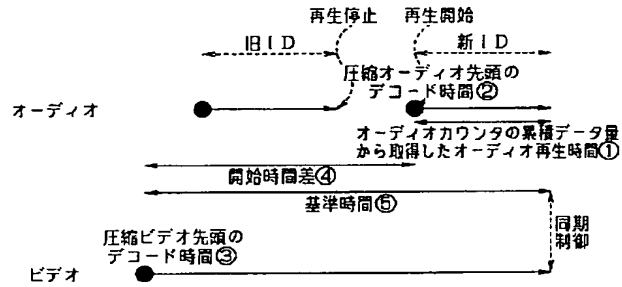 再生停止
再生開始
旧ID
新ID
圧縮オーディオ先頭の
デコード時間②
オーディオ
オーディオカウンタの累積データ量
から取得したオーディオ再生時間①
開始時間差④
基準時間⑤
同期
制御
圧縮ビデオ先頭の
デコード時間③
ビデオ